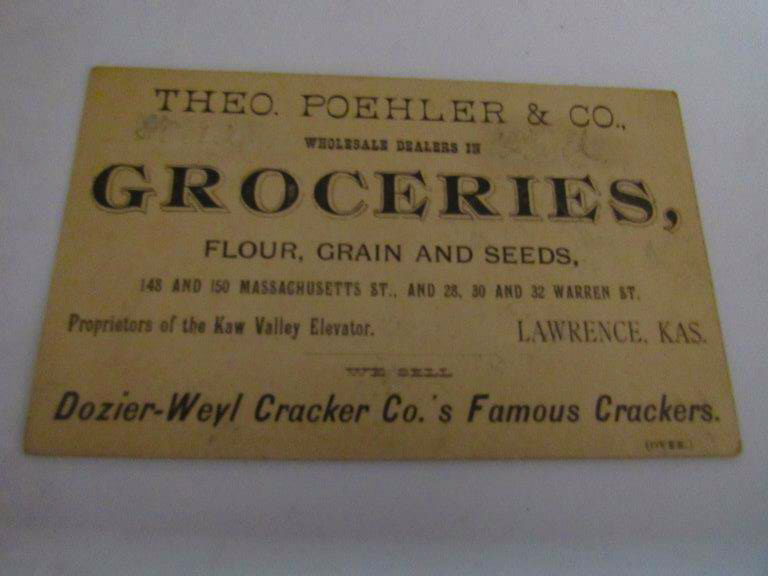 THEO. POEHLER & CO.,
WHOLESALE DEALERS IN
GROCERIES,
FLOUR, GRAIN AND SEEDS,
148 AND 150 MASSACHUSETTS ST., AND 28, 30 AND 32 WARREN ST.
Proprietors of the Kaw Valley Elevator. LAWRENCE, KAS.
WE SELL
Dozier-Weyl Cracker Co.'s Famous Crackers.
(OVER.)